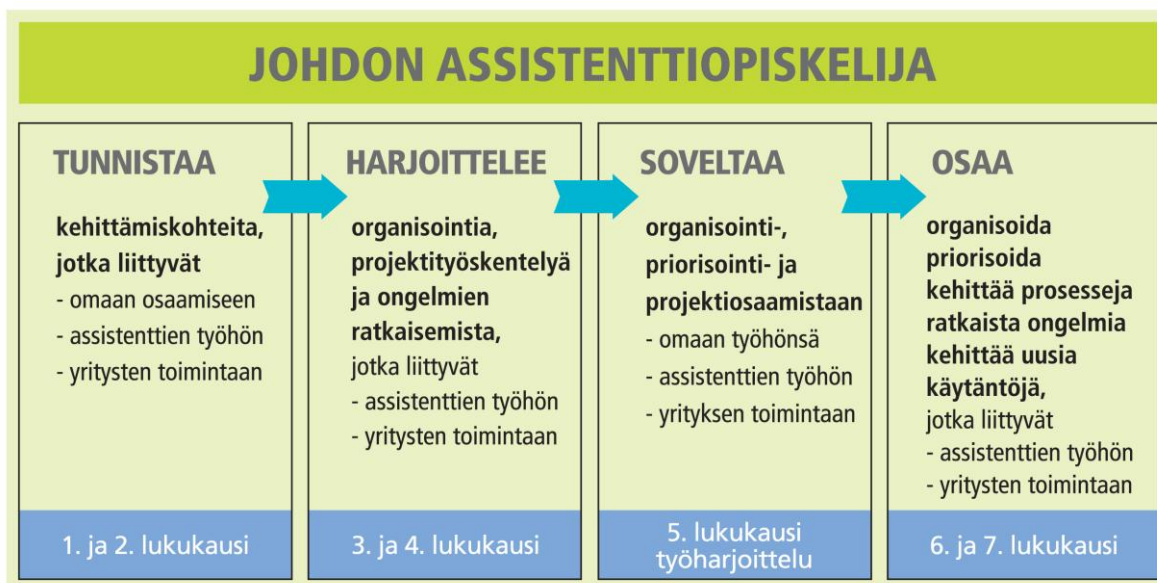 JOHDON ASSISTENTTIOPISKELIJA
TUNNISTAA
kehittämiskohteita,
jotka liittyvät
- omaan osaamiseen
- assistenttien työhön
- yritysten toimintaan
1. ja 2. lukukausi
HARJOITTELEE
organisointia,
projektityöskentelyä
ja ongelmien
ratkaisemista,
jotka liittyvät
- assistenttien työhön
- yritysten toimintaan
3. ja 4. lukukausi
SOVELTAA
organisointi-,
priorisointi- ja
projektiosaamistaan
- omaan työhönsä
- assistenttien työhön
- yrityksen toimintaan
5. lukukausi
työharjoittelu
OSAA
organisoida
priorisoida
kehittää prosesseja
ratkaista ongelmia
kehittää uusia
käytäntöjä,
jotka liittyvät
- assistenttien työhön
- yritysten toimintaan
6. ja 7. lukukausi